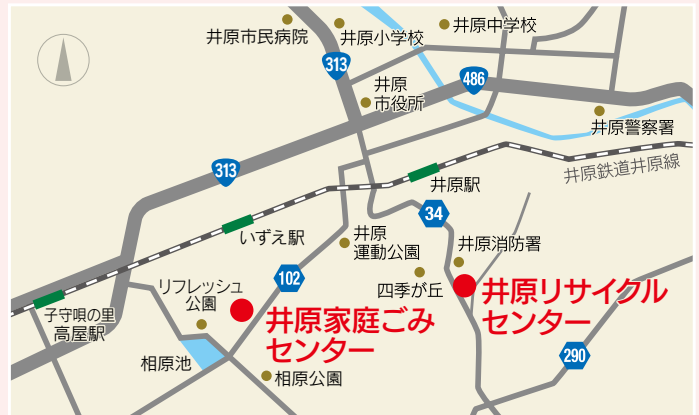 井原市民病院
井原小学校
井原中学校
313
486
井原
市役所
井原警察署
313
井原鉄道井原線
井原駅
34
いずえ駅
井原
運動公園
井原消防署
102
四季が丘
リフレッシュ
公園
井原リサイクル
センター
子守唄の里
高屋駅
井原家庭ごみ
センター
290
相原池
相原公園